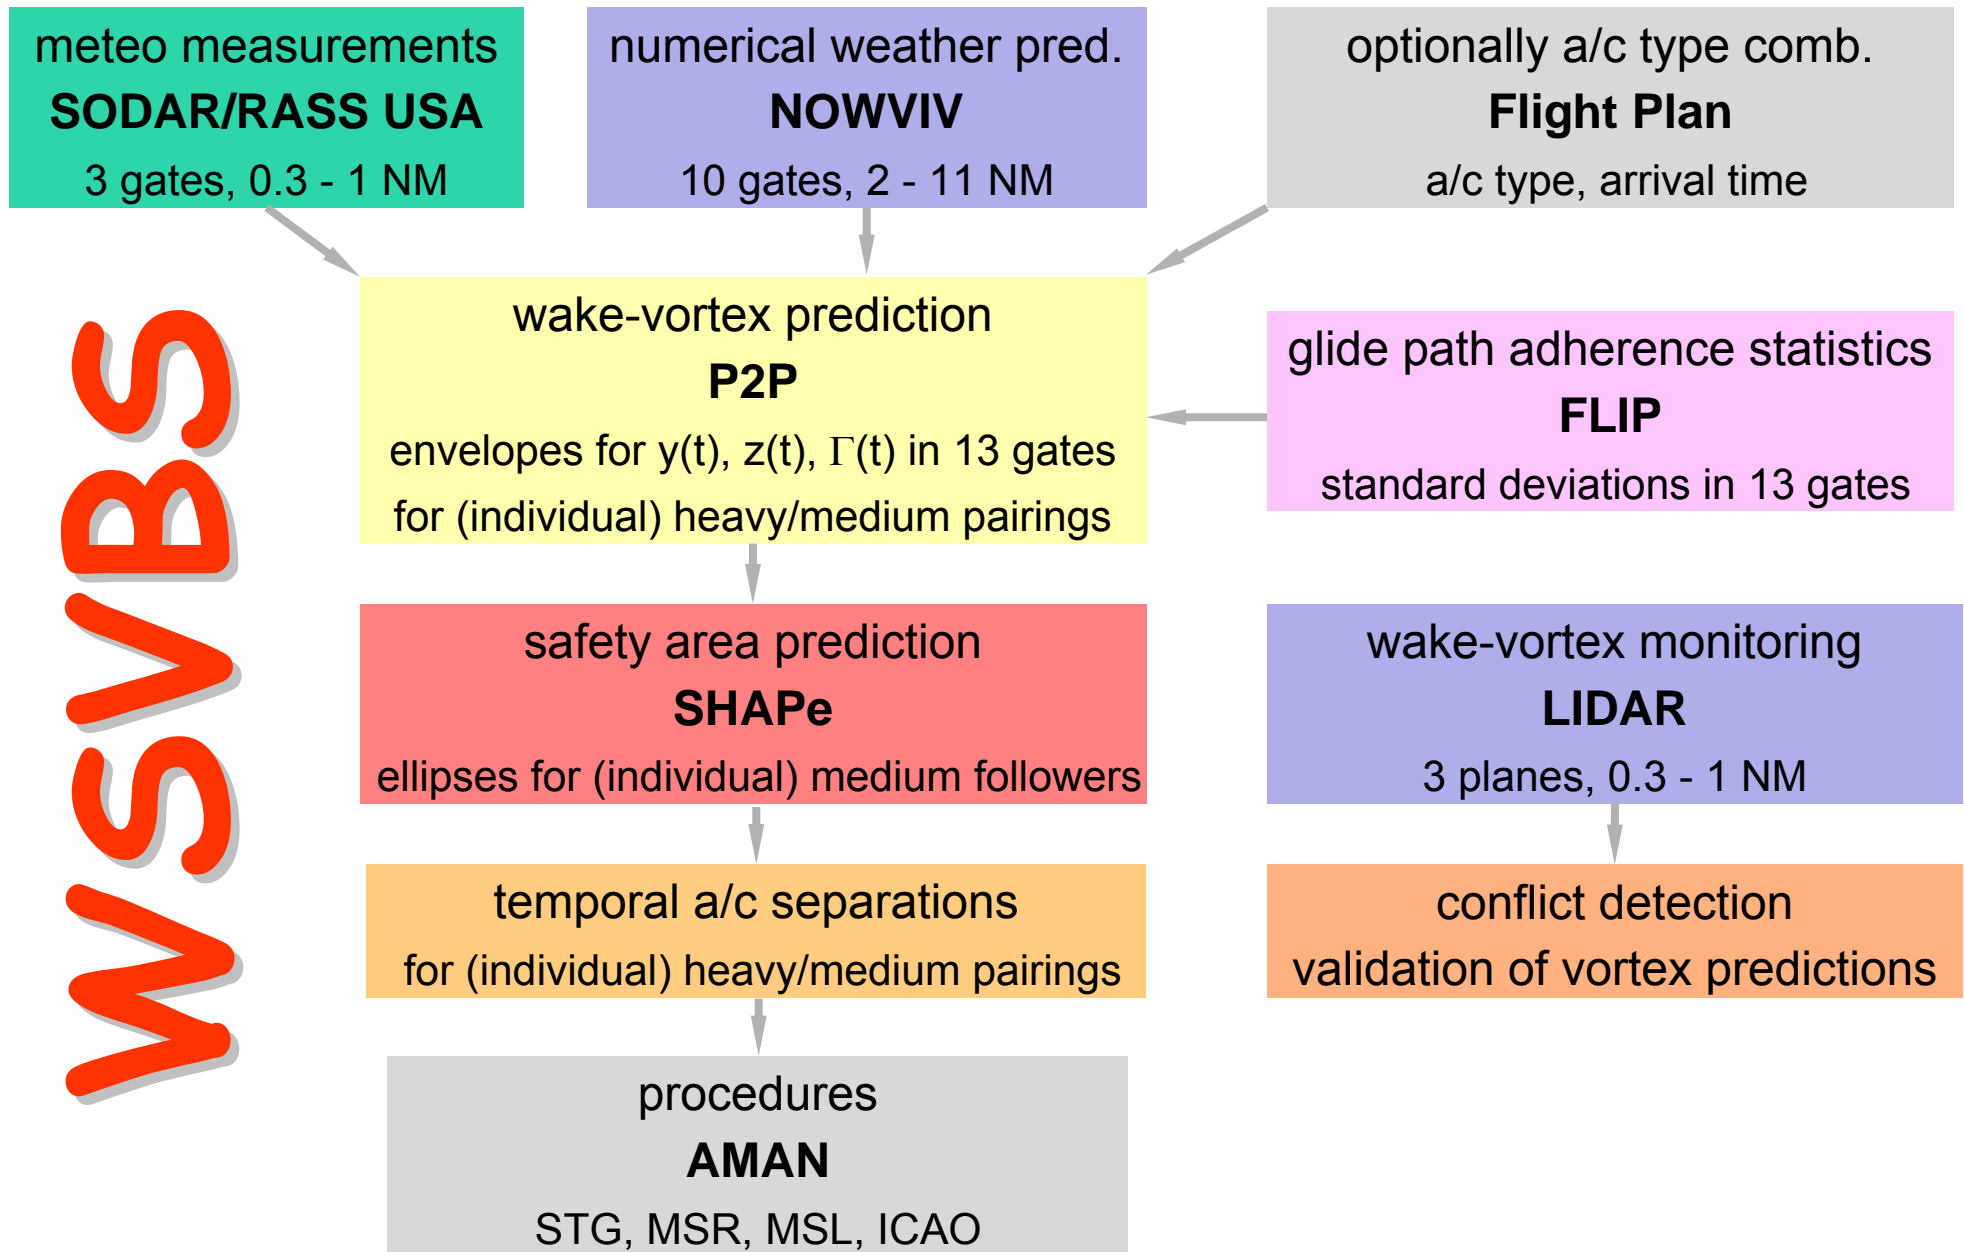 meteo measurements
SODAR/RASS USA
3 gates, 0.3 - 1 NM
numerical weather pred.
NOWVIV
10 gates, 2 - 11 NM
optionally a/c type comb.
Flight Plan
a/c type, arrival time
WSVBS
wake-vortex prediction
P2P
envelopes for y(t), z(t), Γ(t) in 13 gates
for (individual) heavy/medium pairings
glide path adherence statistics
FLIP
standard deviations in 13 gates
safety area prediction
SHAPe
ellipses for (individual) medium followers
wake-vortex monitoring
LIDAR
3 planes, 0.3 - 1 NM
temporal a/c separations
for (individual) heavy/medium pairings
conflict detection
validation of vortex predictions
procedures
AMAN
STG, MSR, MSL, ICAO